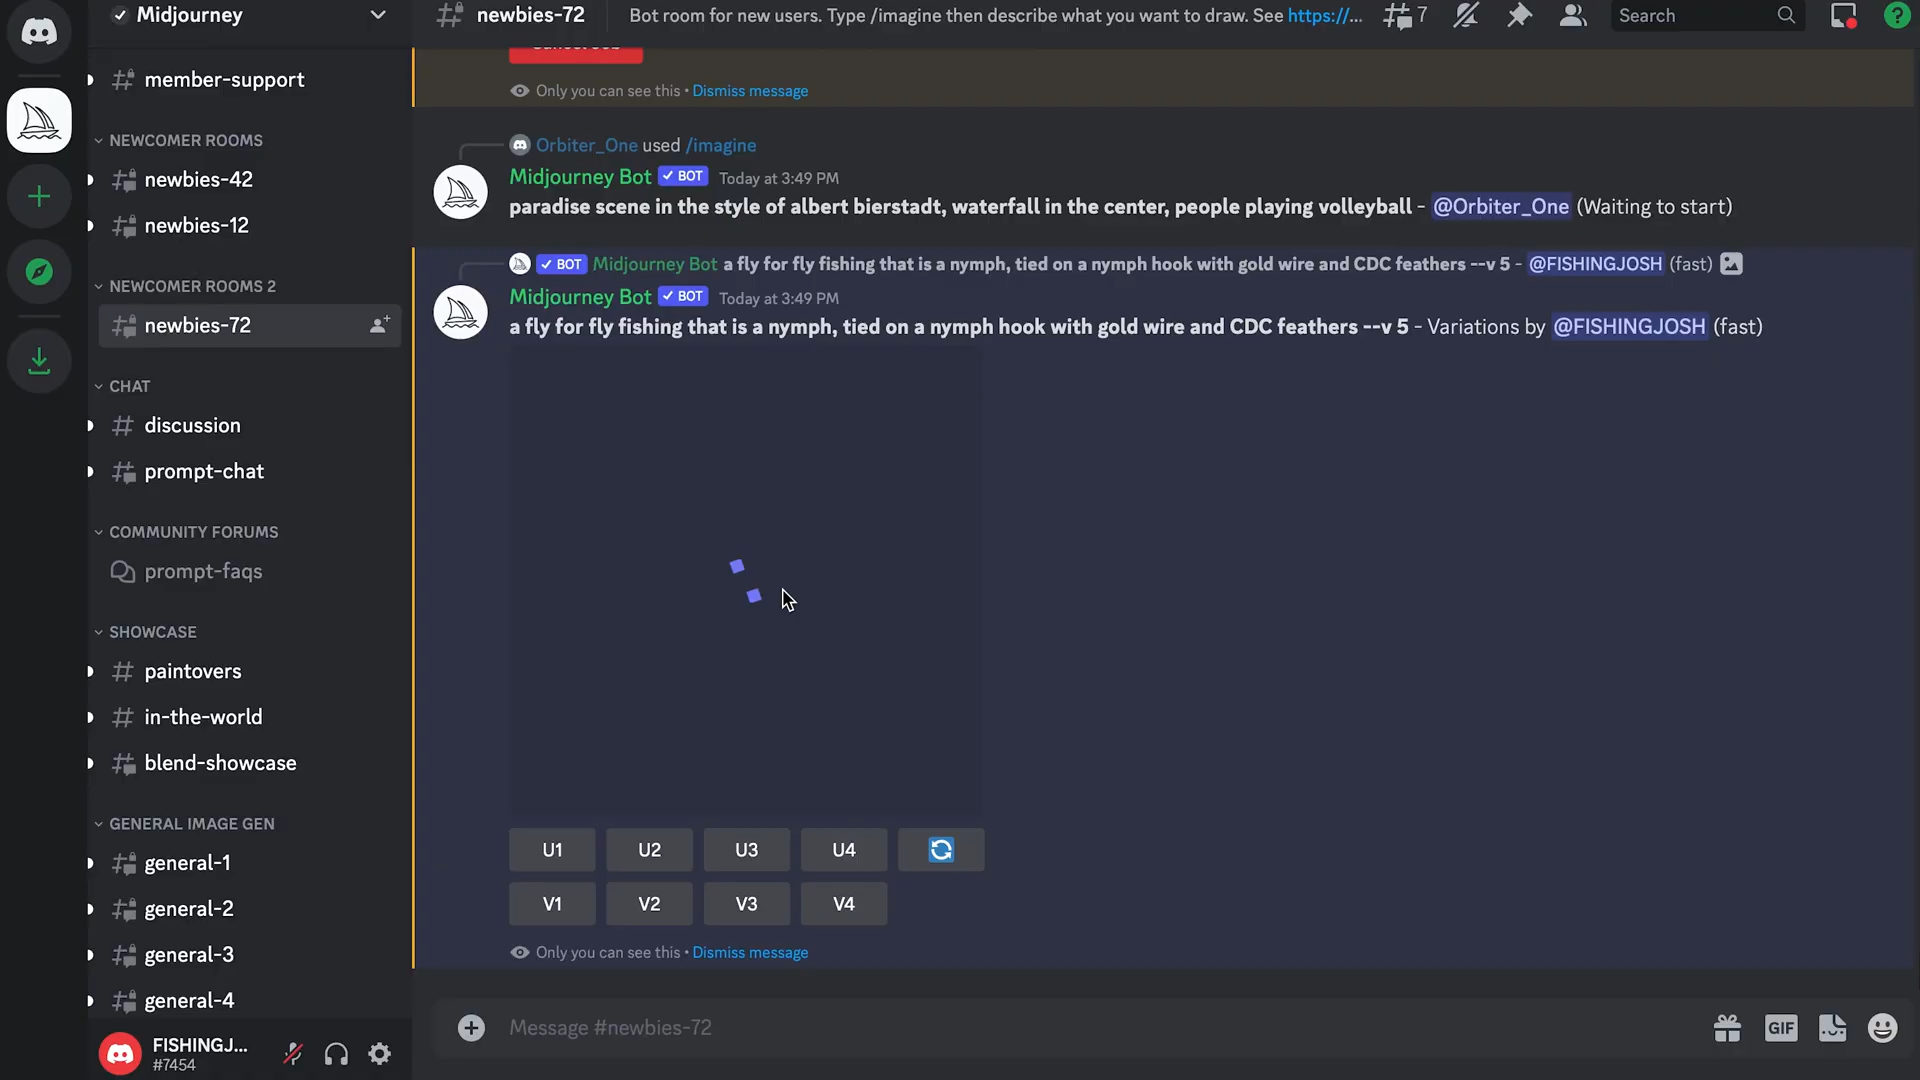 Midjourney
member-support
NEWCOMER ROOMS
newbies-42
newbies-12
NEWCOMER ROOMS 2
newbies-72
CHAT
discussion
prompt-chat
COMMUNITY FORUMS
prompt-faqs
SHOWCASE
paintovers
in-the-world
blend-showcase
GENERAL IMAGE GEN
general-1
general-2
general-3
general-4
FISHINGJ...
#7454
newbies-72 Bot room for new users. Type /imagine then describe what you want to draw. See https://... 7 Search ?
Cancel Job
Only you can see this • Dismiss message
Orbiter_One used /imagine
Midjourney Bot ✓ BOT Today at 3:49 PM
paradise scene in the style of albert bierstadt, waterfall in the center, people playing volleyball - @Orbiter_One (Waiting to start)
✓ BOT Midjourney Bot a fly for fly fishing that is a nymph, tied on a nymph hook with gold wire and CDC feathers --v 5 - @FISHINGJOSH (fast)
Midjourney Bot ✓ BOT Today at 3:49 PM
a fly for fly fishing that is a nymph, tied on a nymph hook with gold wire and CDC feathers --v 5 - Variations by @FISHINGJOSH (fast)
U1 U2 U3 U4
V1 V2 V3 V4
Only you can see this • Dismiss message
Message #newbies-72 GIF